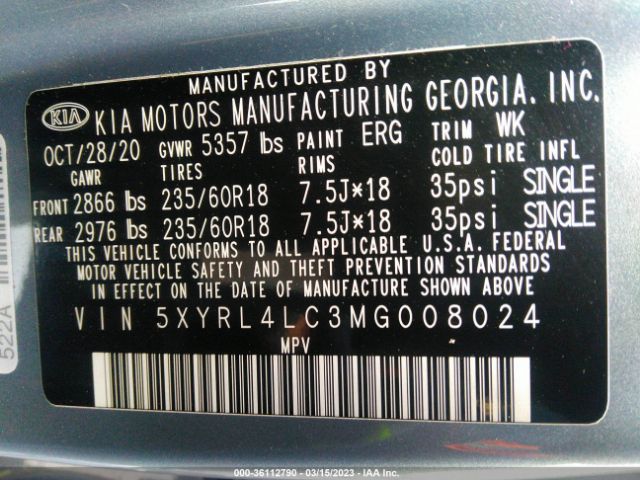 MANUFACTURED BY
KIA KIA MOTORS MANUFACTURING GEORGIA, INC.
OCT/28/20 GVWR 5357 lbs PAINT ERG TRIM WK
GAWR TIRES RIMS COLD TIRE INFL
FRONT 2866 lbs 235/60R18 7.5J*18 35psi SINGLE
REAR 2976 lbs 235/60R18 7.5J*18 35psi SINGLE
THIS VEHICLE CONFORMS TO ALL APPLICABLE U.S.A. FEDERAL
MOTOR VEHICLE SAFETY AND THEFT PREVENTION STANDARDS
IN EFFECT ON THE DATE OF MANUFACTURE SHOWN ABOVE.
VIN 5XYRL4LC3MG008024
MPV
522A
000-36112790 - 03/15/2023 - IAA Inc.